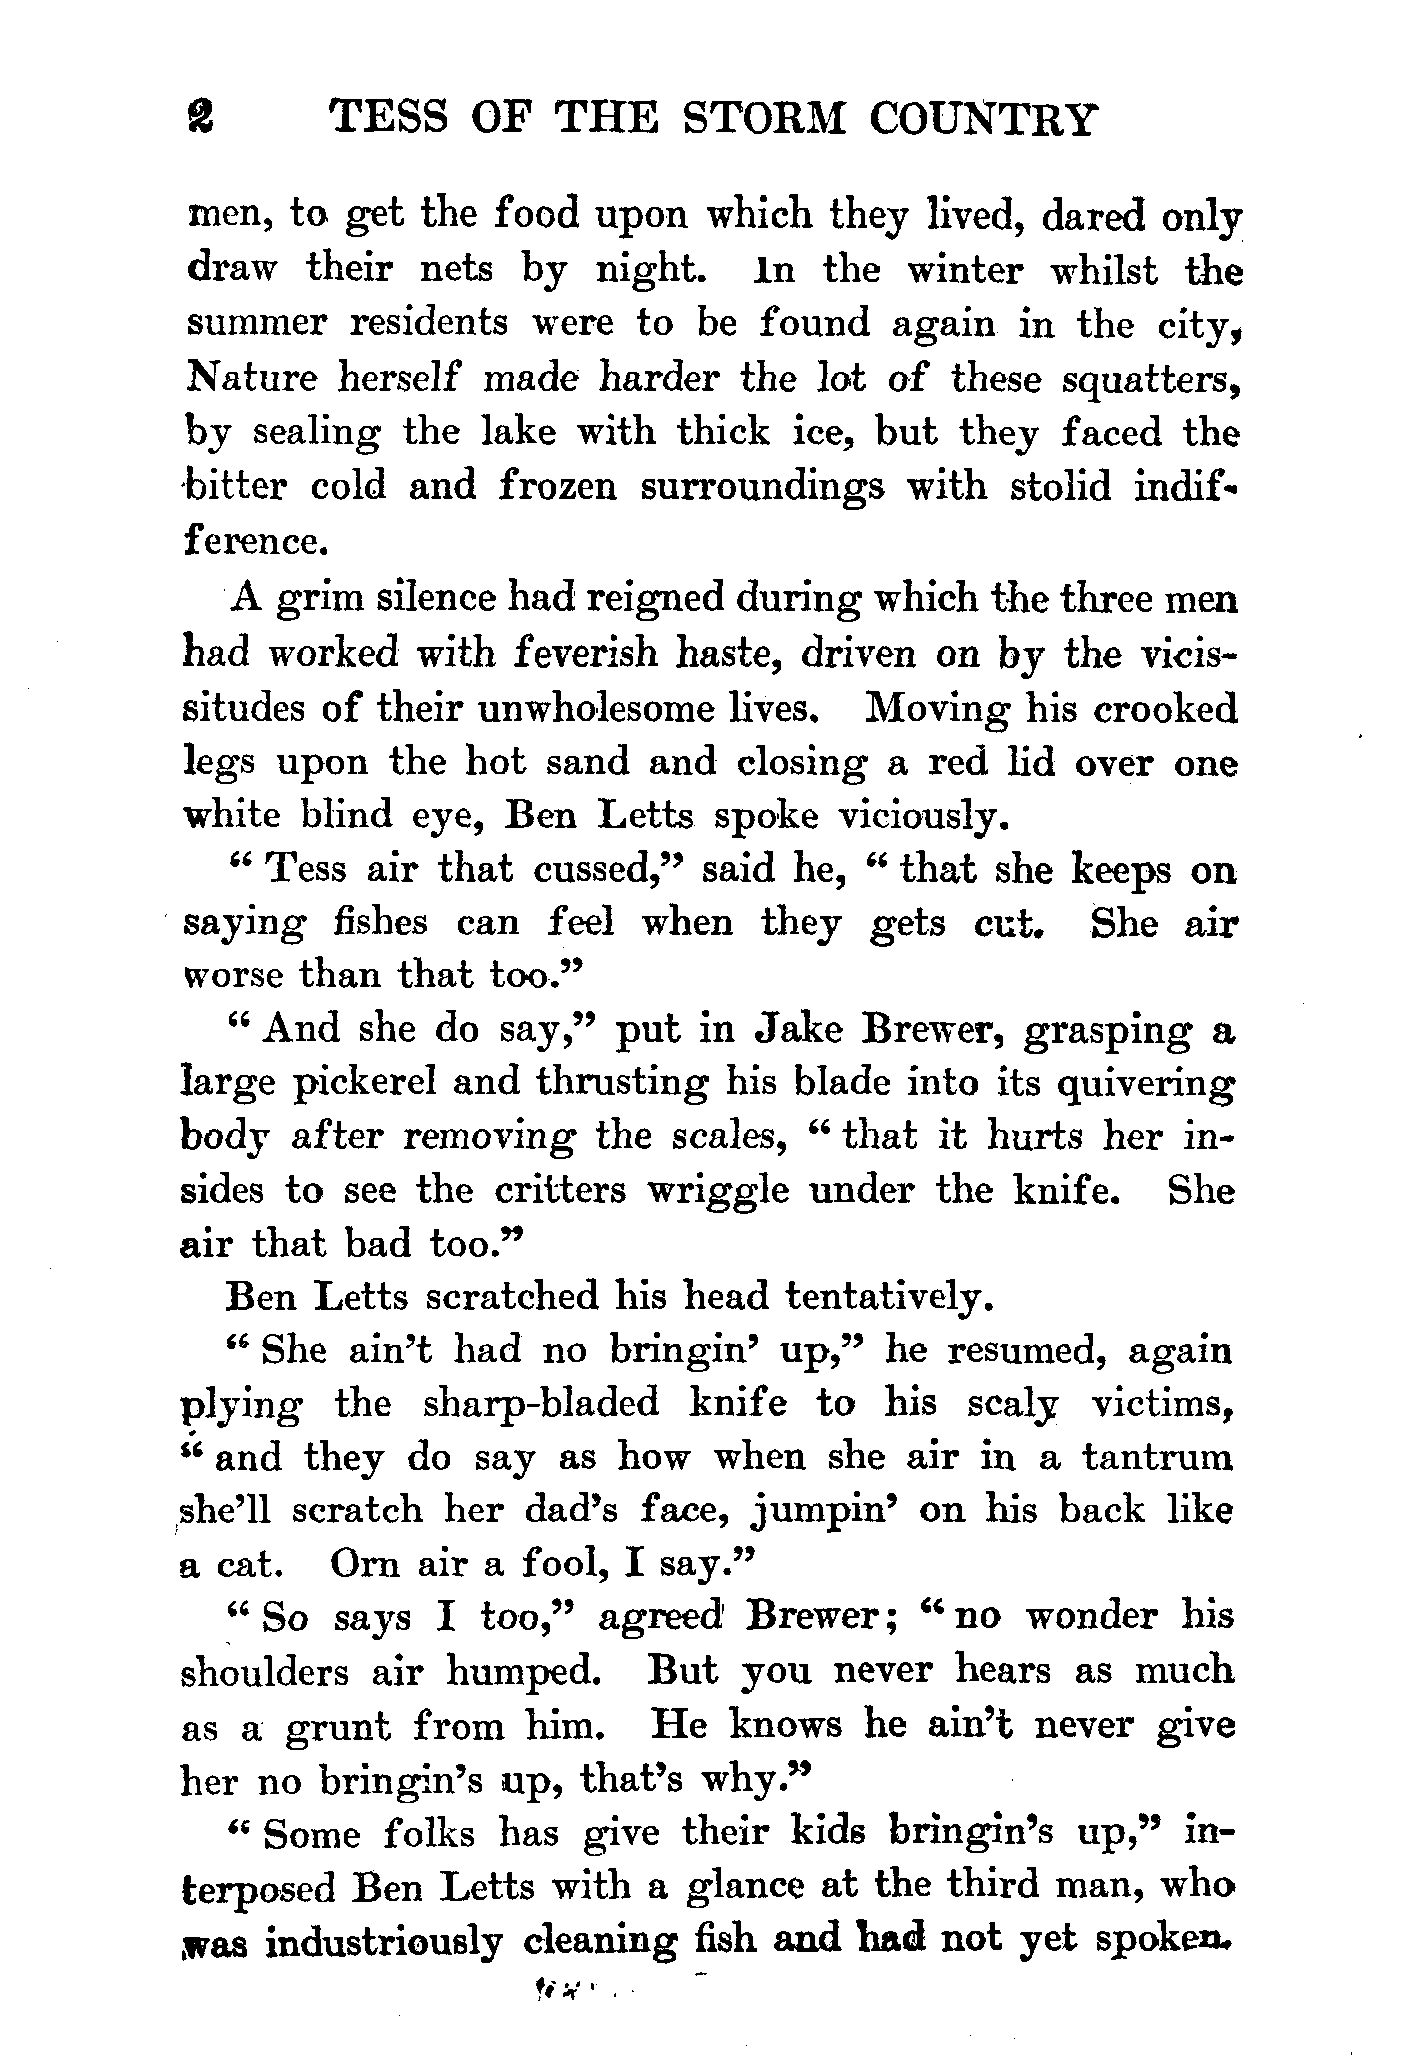 2 TESS OF THE STORM COUNTRY
men, to get the food upon which they lived, dared only
draw their nets by night. In the winter whilst the
summer residents were to be found again in the city,
Nature herself made harder the lot of these squatters,
by sealing the lake with thick ice, but they faced the
bitter cold and frozen surroundings with stolid indif-
ference.
A grim silence had reigned during which the three men
had worked with feverish haste, driven on by the vicis-
situdes of their unwholesome lives. Moving his crooked
legs upon the hot sand and closing a red lid over one
white blind eye, Ben Letts spoke viciously.
“ Tess air that cussed,” said he, “ that she keeps on
saying fishes can feel when they gets cut. She air
worse than that too.”
“ And she do say,” put in Jake Brewer, grasping a
large pickerel and thrusting his blade into its quivering
body after removing the scales, “ that it hurts her in-
sides to see the critters wriggle under the knife. She
air that bad too.”
Ben Letts scratched his head tentatively.
“ She ain’t had no bringin’ up,” he resumed, again
plying the sharp-bladed knife to his scaly victims,
“ and they do say as how when she air in a tantrum
she’ll scratch her dad’s face, jumpin’ on his back like
a cat. Orn air a fool, I say.”
“ So says I too,” agreed Brewer; “ no wonder his
shoulders air humped. But you never hears as much
as a grunt from him. He knows he ain’t never give
her no bringin’s up, that’s why.”
“ Some folks has give their kids bringin’s up,” in-
terposed Ben Letts with a glance at the third man, who
was industriously cleaning fish and had not yet spoken.